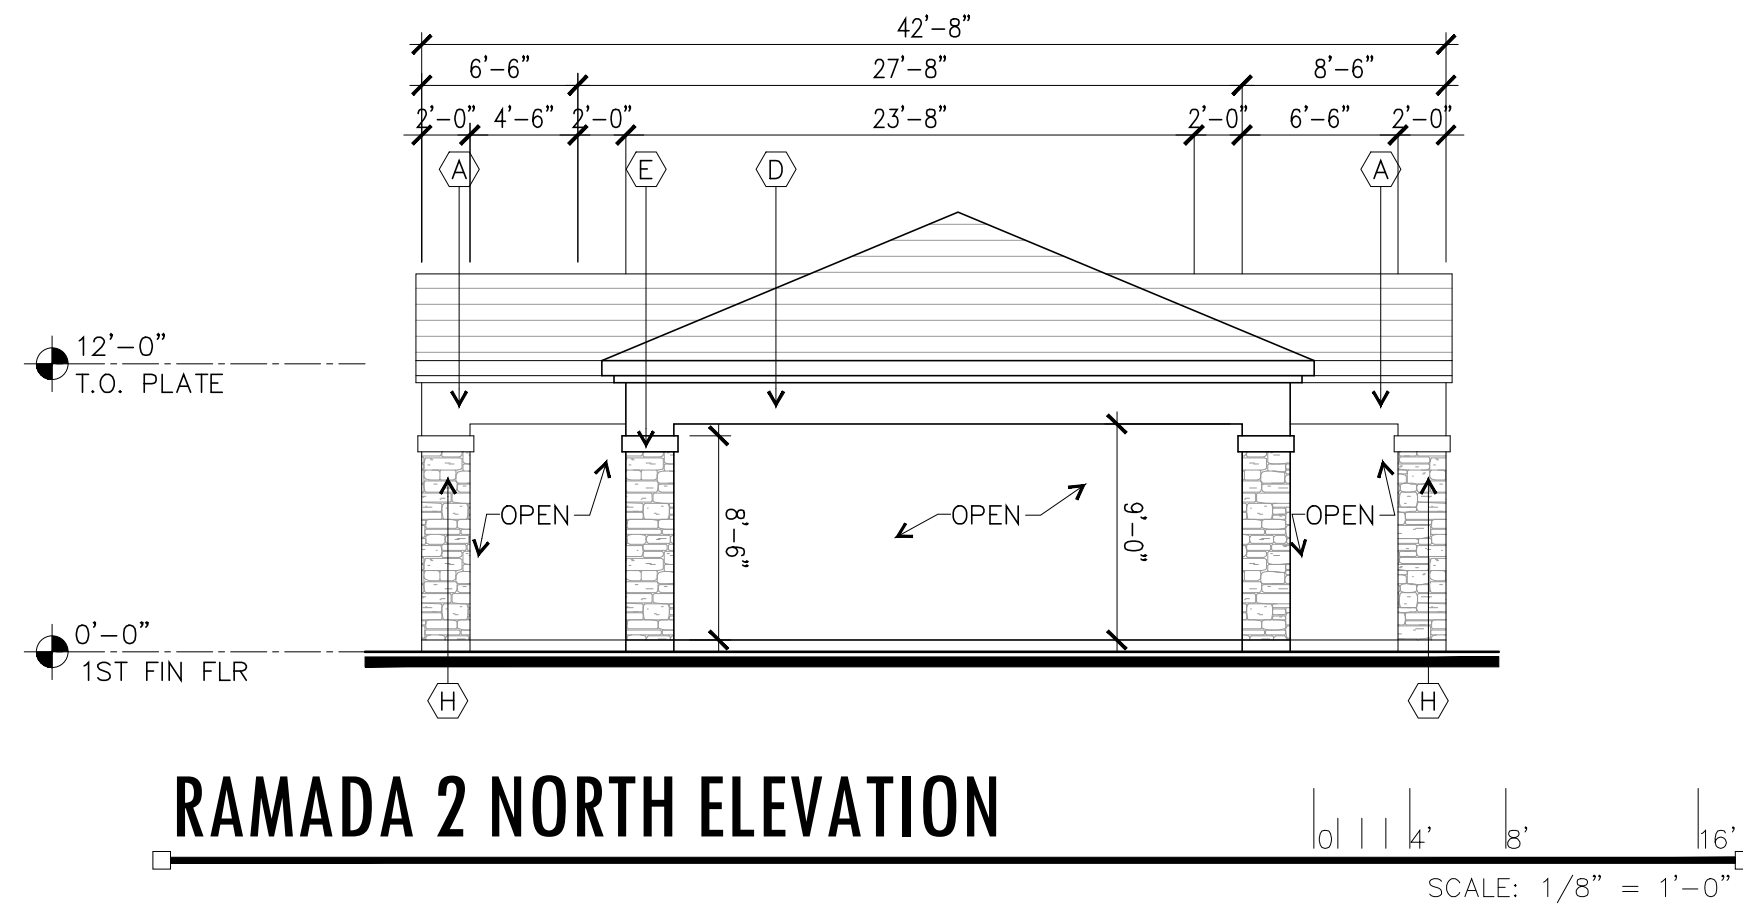 42'-8"
6'-6" 27'-8" 8'-6"
2'-0" 4'-6" 2'-0" 23'-8" 2'-0" 6'-6" 2'-0"
A E D A
12'-0"
T.O. PLATE
OPEN 8'-6" OPEN 9'-0" OPEN
0'-0"
1ST FIN FLR
H H
RAMADA 2 NORTH ELEVATION
0 4' 8' 16'
SCALE: 1/8" = 1'-0"